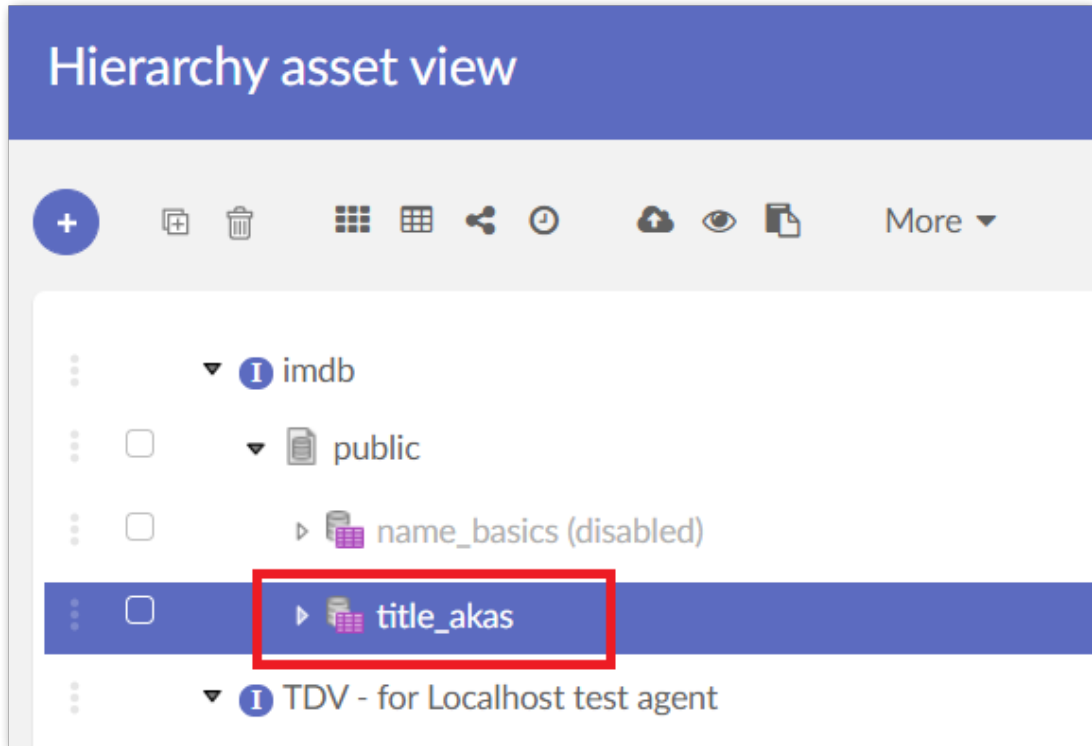 Hierarchy asset view
+ More
I imdb
public
name_basics (disabled)
title_akas
I TDV - for Localhost test agent